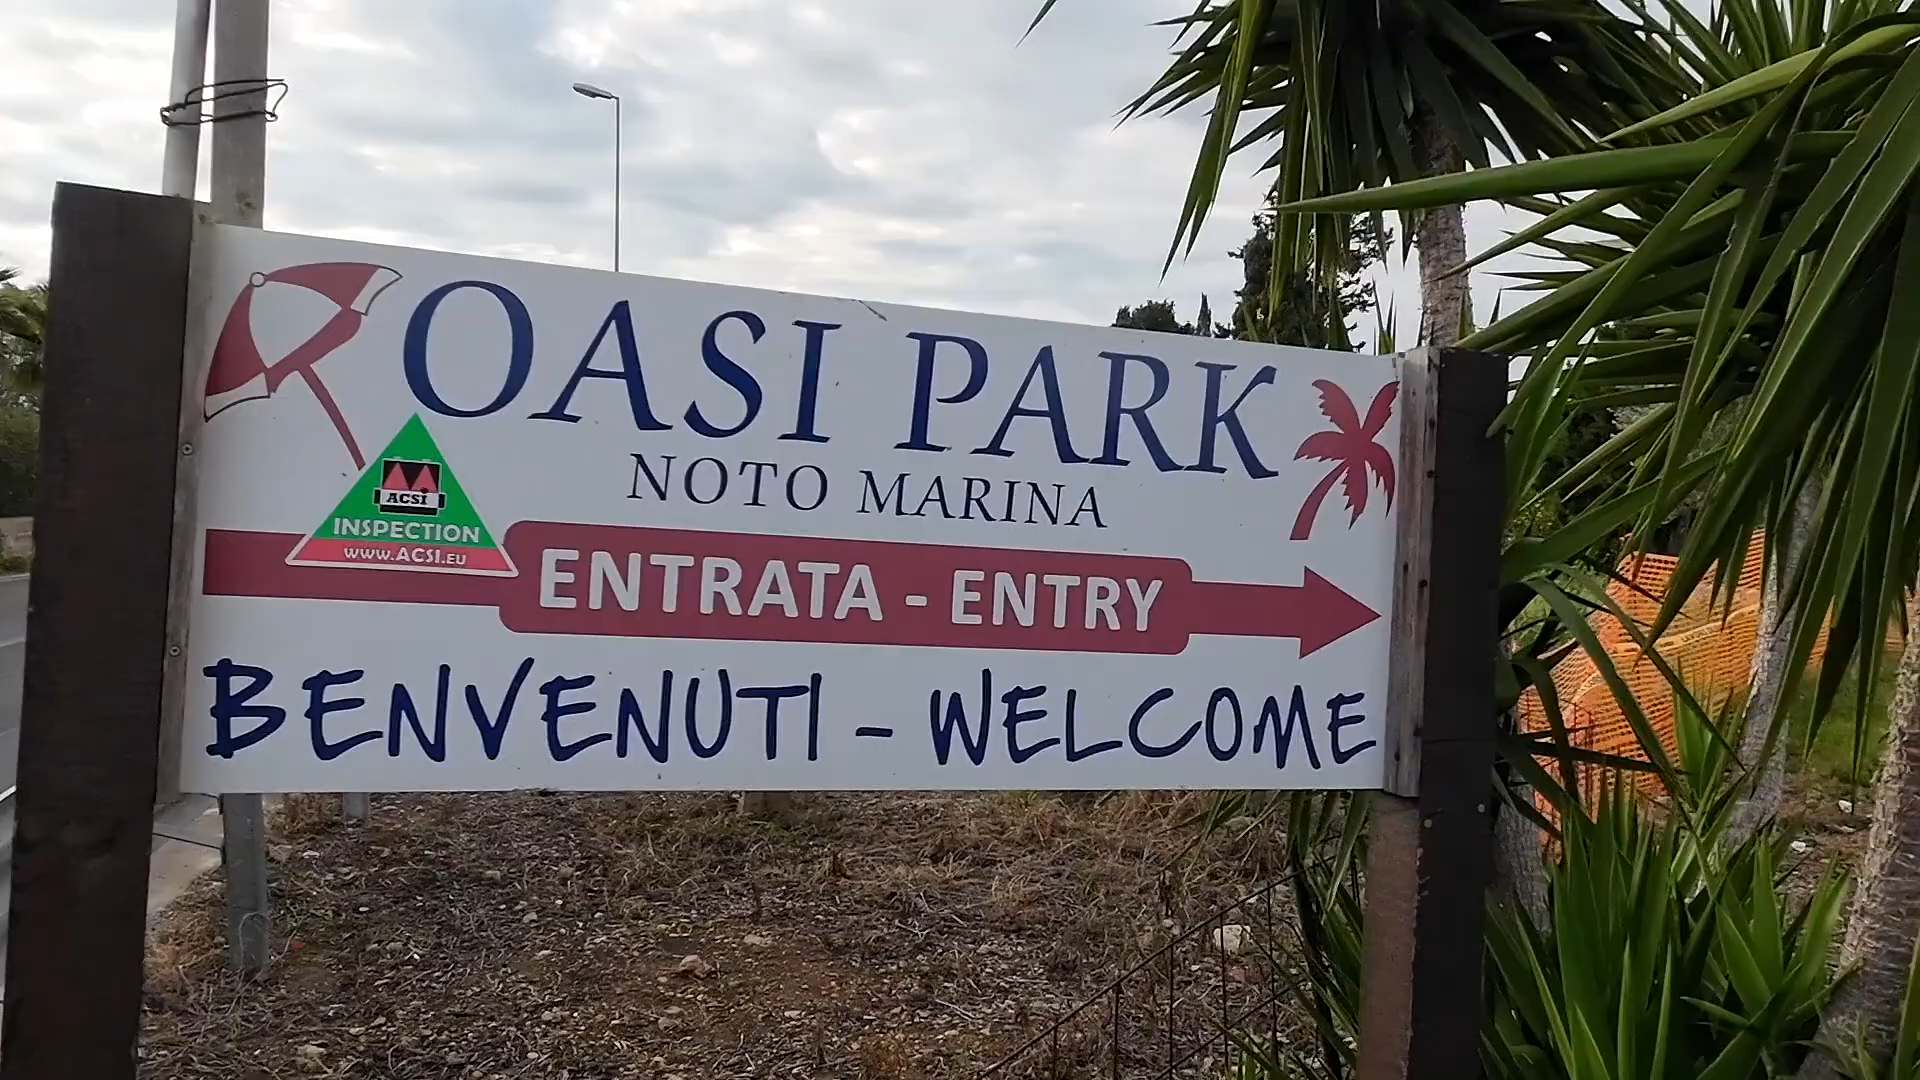 OASI PARK
NOTO MARINA
ACSI
INSPECTION
www.ACSI.EU
ENTRATA - ENTRY
BENVENUTI - WELCOME